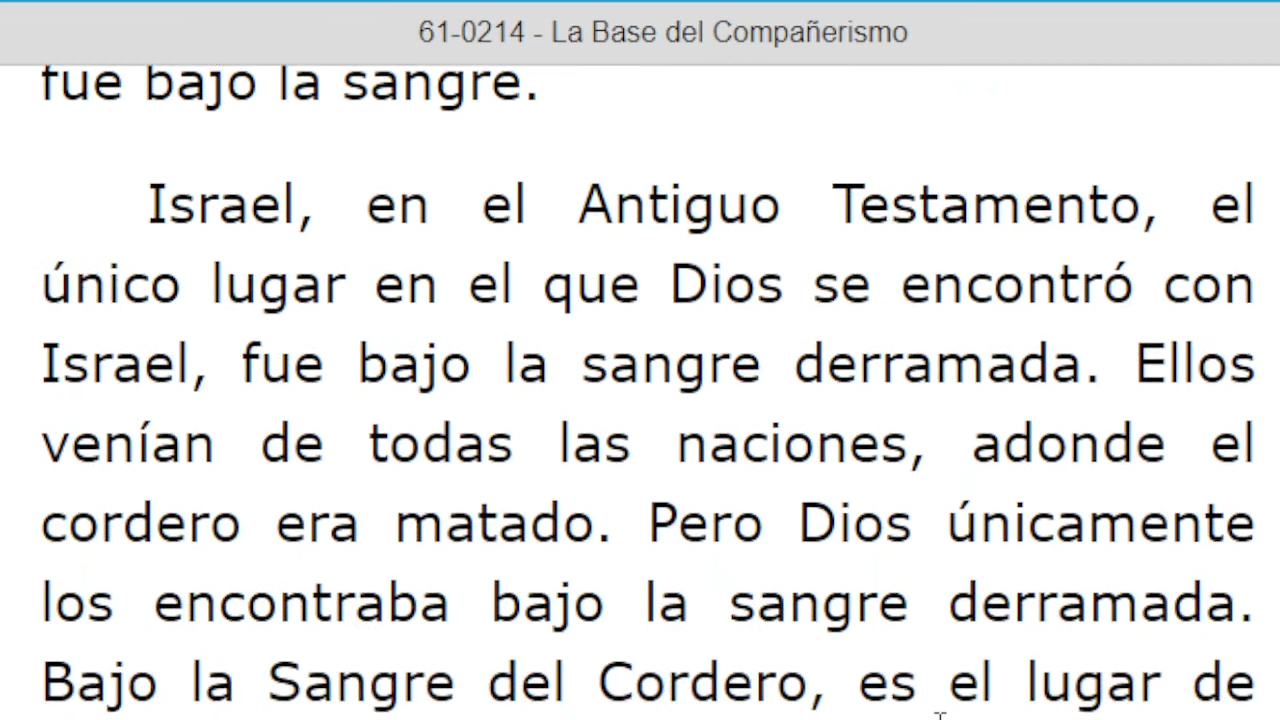 61-0214 - La Base del Compañerismo
fue bajo la sangre.
Israel, en el Antiguo Testamento, el
único lugar en el que Dios se encontró con
Israel, fue bajo la sangre derramada. Ellos
venían de todas las naciones, adonde el
cordero era matado. Pero Dios únicamente
los encontraba bajo la sangre derramada.
Bajo la Sangre del Cordero, es el lugar de